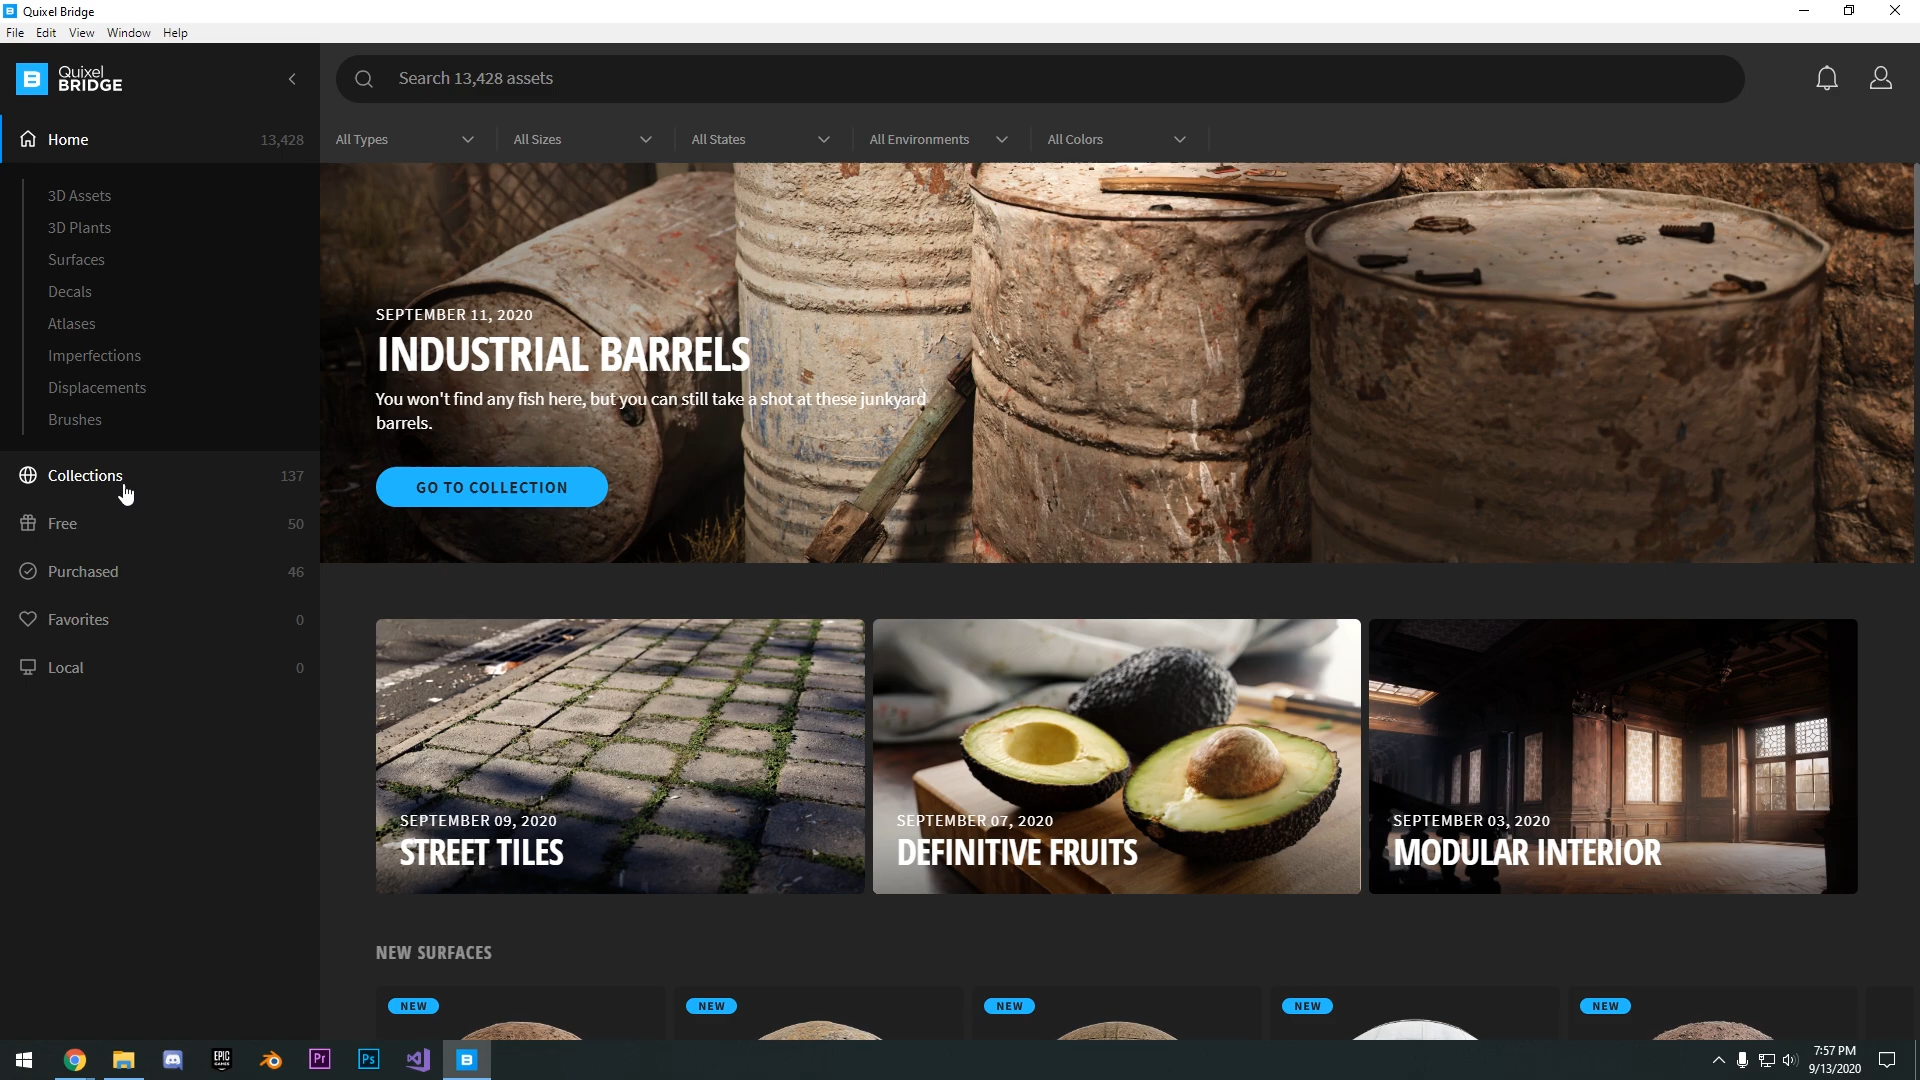 Quixel Bridge
File Edit View Window Help
Quixel
BRIDGE
Search 13,428 assets
Home 13,428
All Types All Sizes All States All Environments All Colors
3D Assets
3D Plants
Surfaces
Decals
Atlases
Imperfections
Displacements
Brushes
Collections 137
Free 50
Purchased 46
Favorites 0
Local 0
SEPTEMBER 11, 2020
INDUSTRIAL BARRELS
You won't find any fish here, but you can still take a shot at these junkyard
barrels.
GO TO COLLECTION
SEPTEMBER 09, 2020
STREET TILES
SEPTEMBER 07, 2020
DEFINITIVE FRUITS
SEPTEMBER 03, 2020
MODULAR INTERIOR
NEW SURFACES
NEW NEW NEW NEW NEW
EPIC
GAMES
Pr
Ps
7:57 PM
9/13/2020